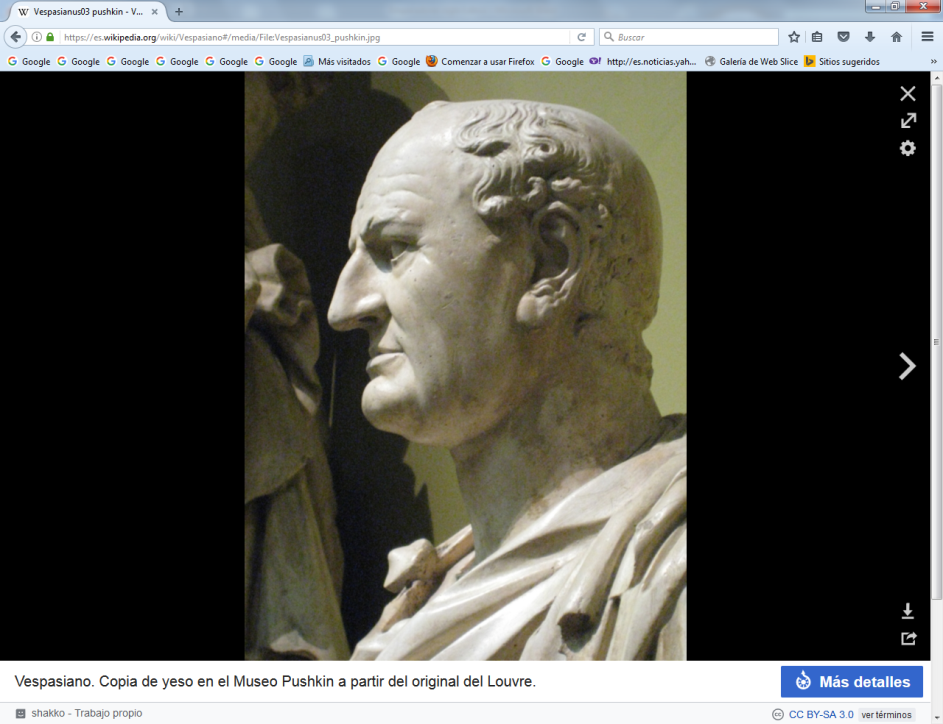 Vespasianus03 pushkin - V...
https://es.wikipedia.org/wiki/Vespasiano#/media/File:Vespasianus03_pushkin.jpg
Buscar
Google Google Google Google Google Google Más visitados Google Comenzar a usar Firefox Google http://es.noticias.yah... Galería de Web Slice Sitios sugeridos
Vespasiano. Copia de yeso en el Museo Pushkin a partir del original del Louvre.
Más detalles
shakko - Trabajo propio
CC BY-SA 3.0 ver términos